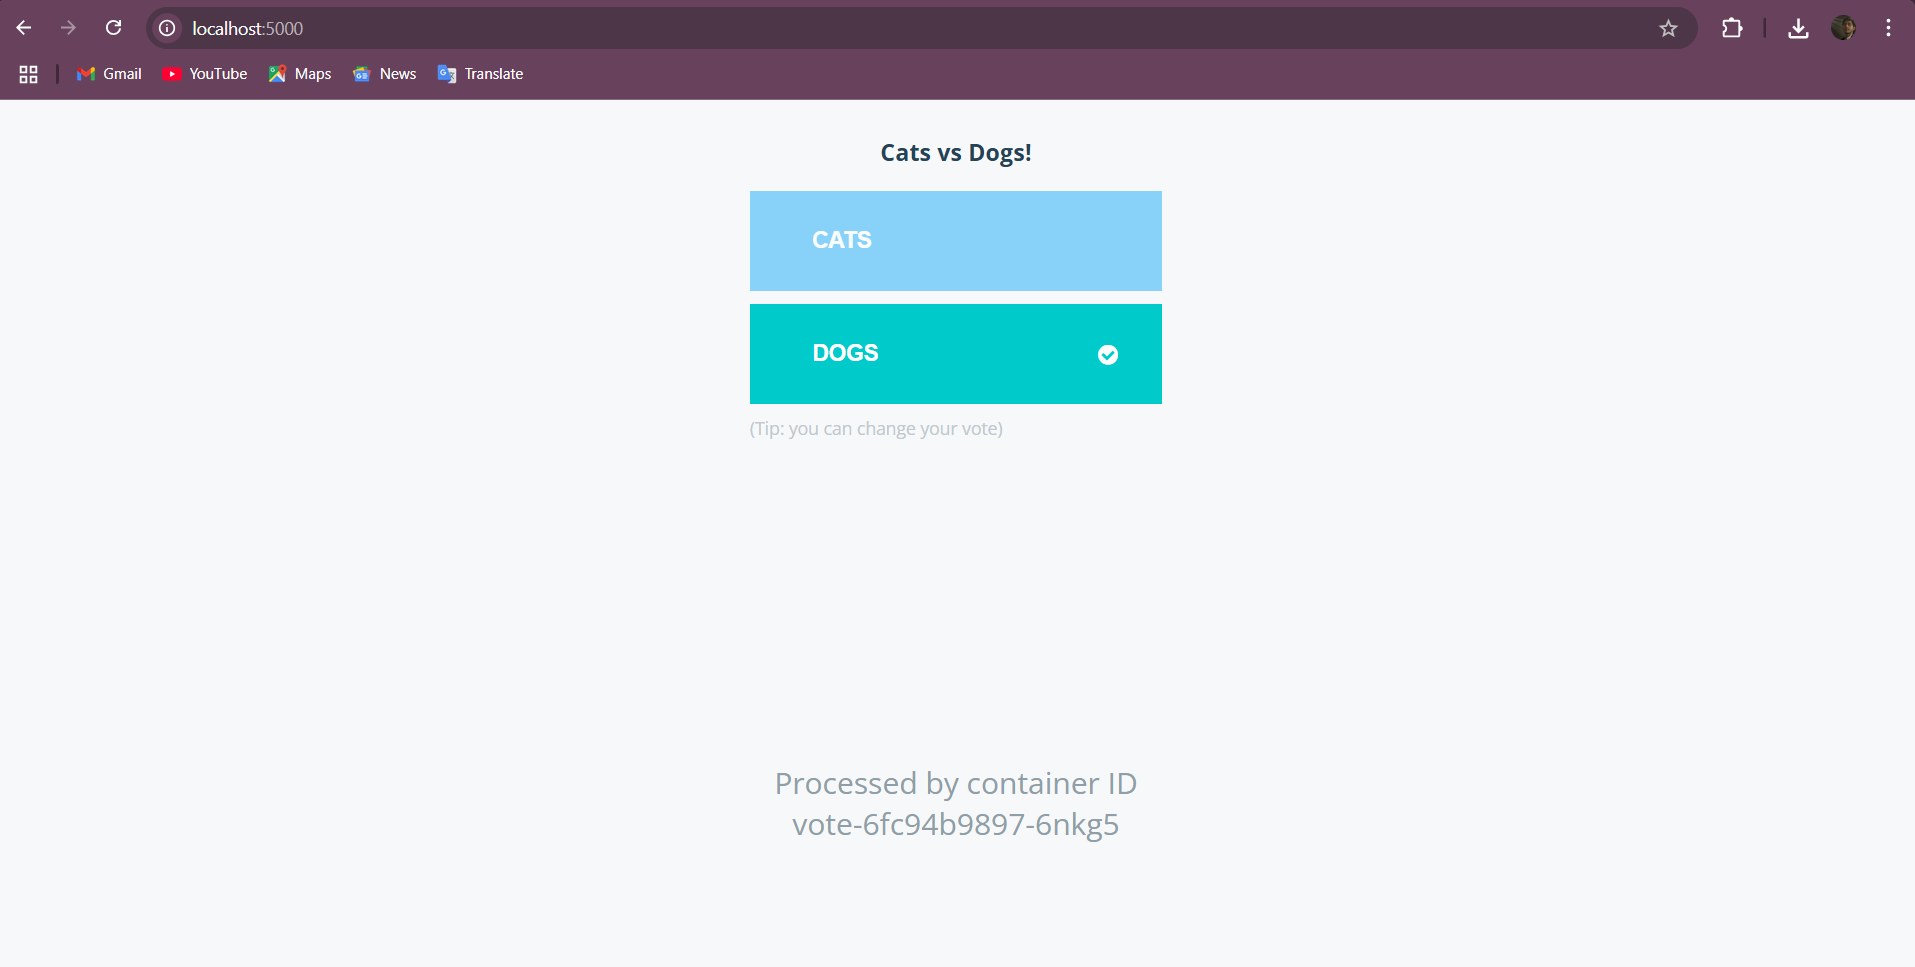 localhost:5000
Gmail YouTube Maps News Translate
Cats vs Dogs!
CATS
DOGS
(Tip: you can change your vote)
Processed by container ID
vote-6fc94b9897-6nkg5